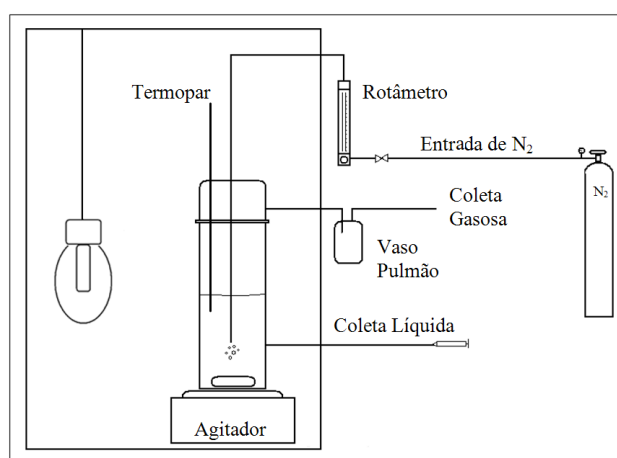 Termopar
Rotâmetro
Entrada de N₂
N₂
Coleta
Gasosa
Vaso
Pulmão
Coleta Líquida
Agitador